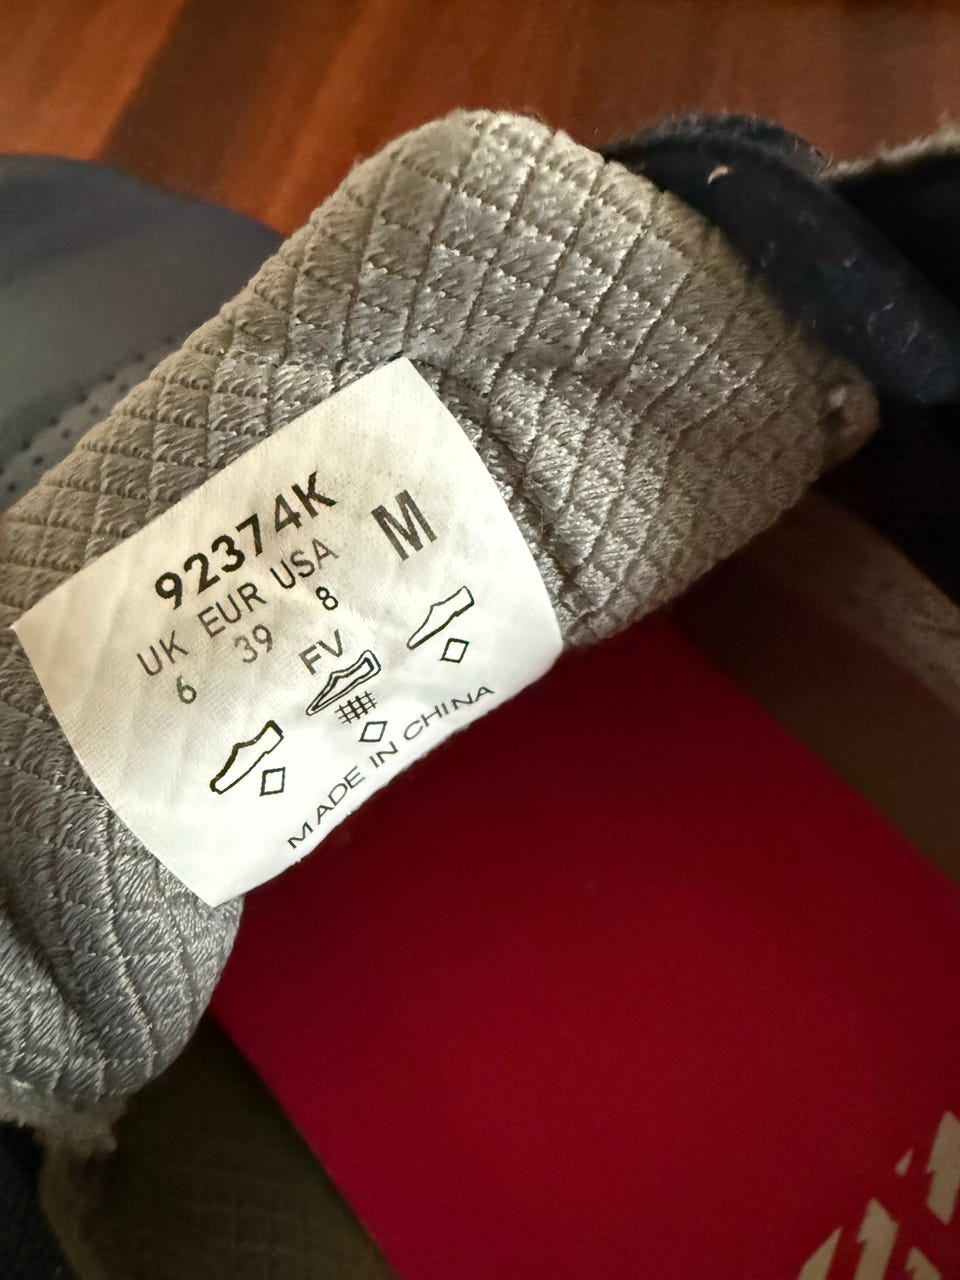 92374K M
UK EUR USA
6 39 8
FV
MADE IN CHINA